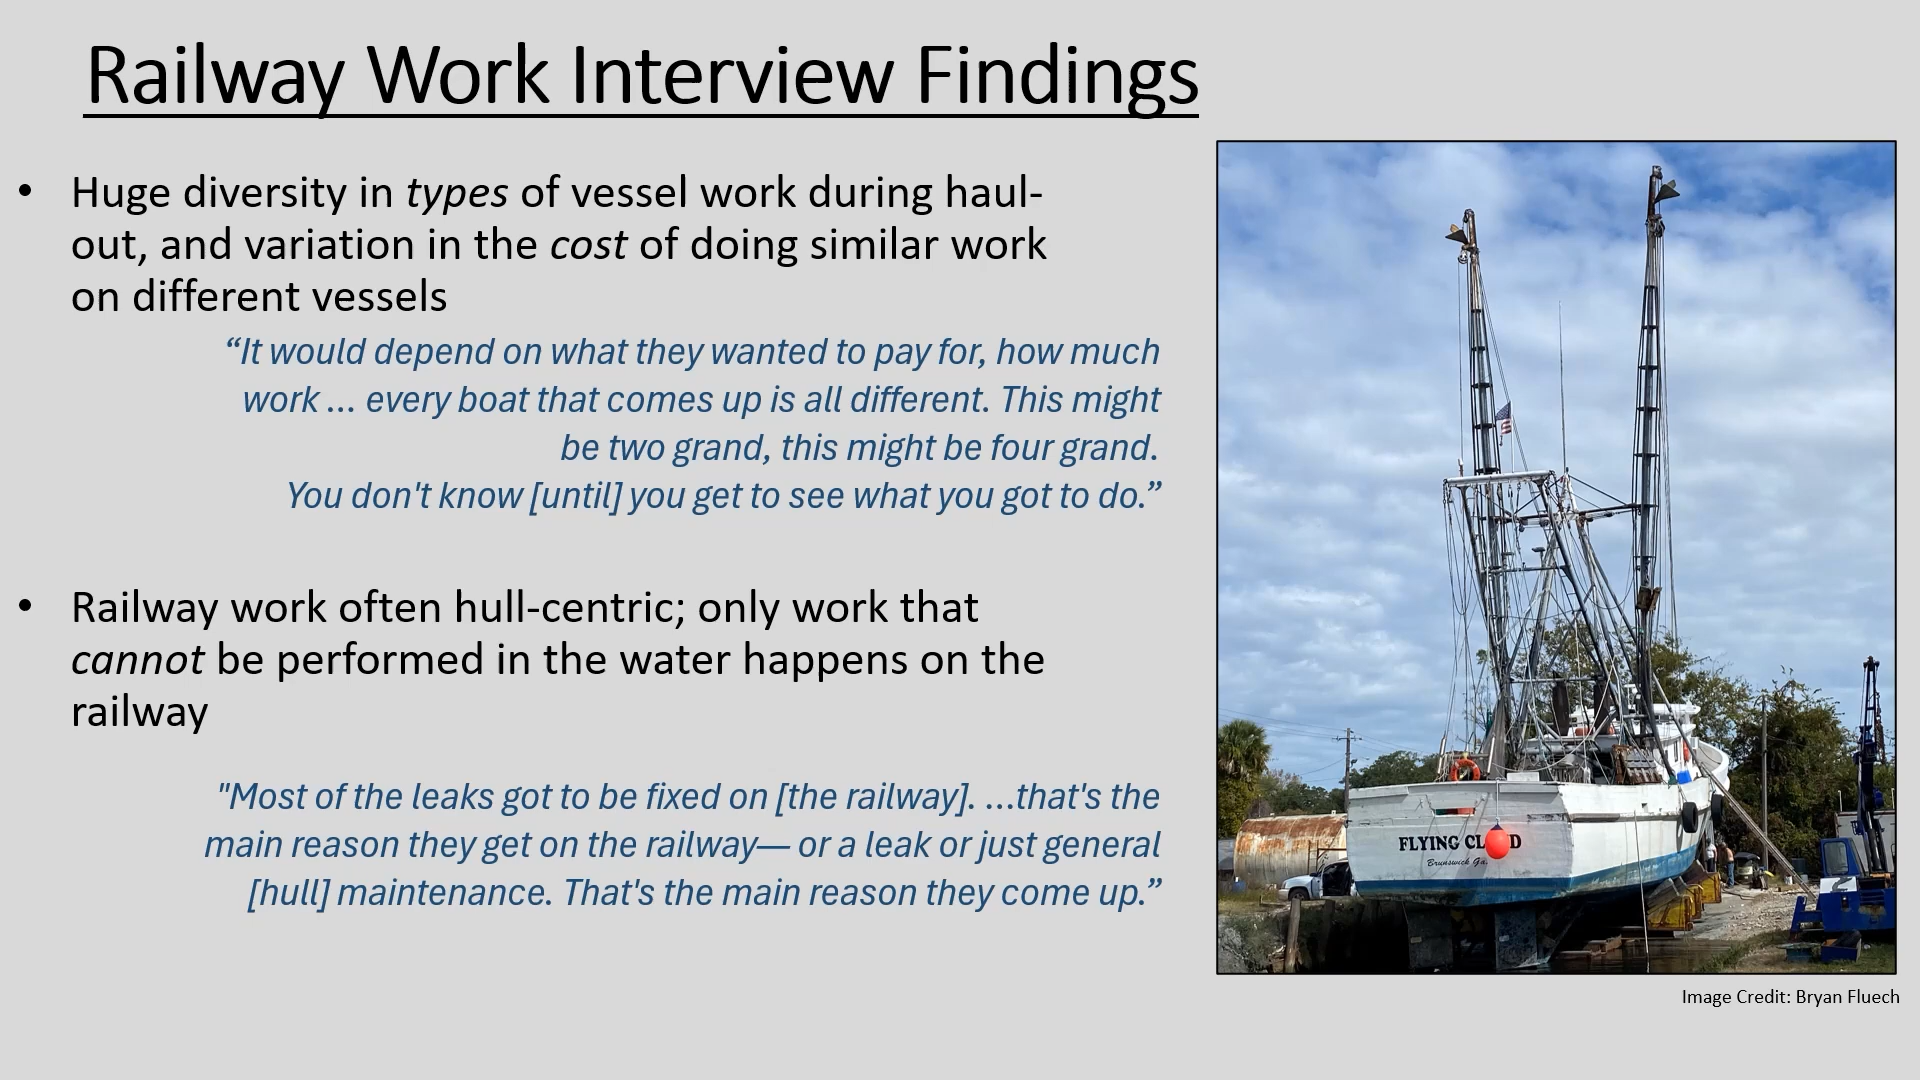 Railway Work Interview Findings
• Huge diversity in types of vessel work during haul-
out, and variation in the cost of doing similar work
on different vessels
“It would depend on what they wanted to pay for, how much
work ... every boat that comes up is all different. This might
be two grand, this might be four grand.
You don't know [until] you get to see what you got to do.”
• Railway work often hull-centric; only work that
cannot be performed in the water happens on the
railway
"Most of the leaks got to be fixed on [the railway]. ...that's the
main reason they get on the railway— or a leak or just general
[hull] maintenance. That's the main reason they come up.”
FLYING CL D
Brunswick Ga.
Image Credit: Bryan Fluech